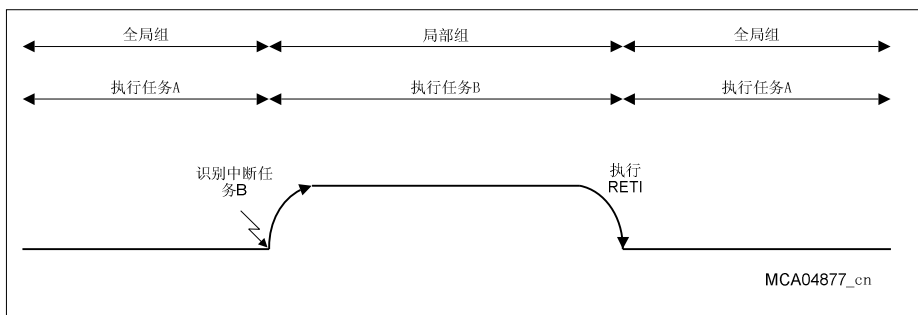 全局组
局部组
全局组
执行任务A
执行任务B
执行任务A
识别中断任
务B
执行
RETI
MCA04877_cn